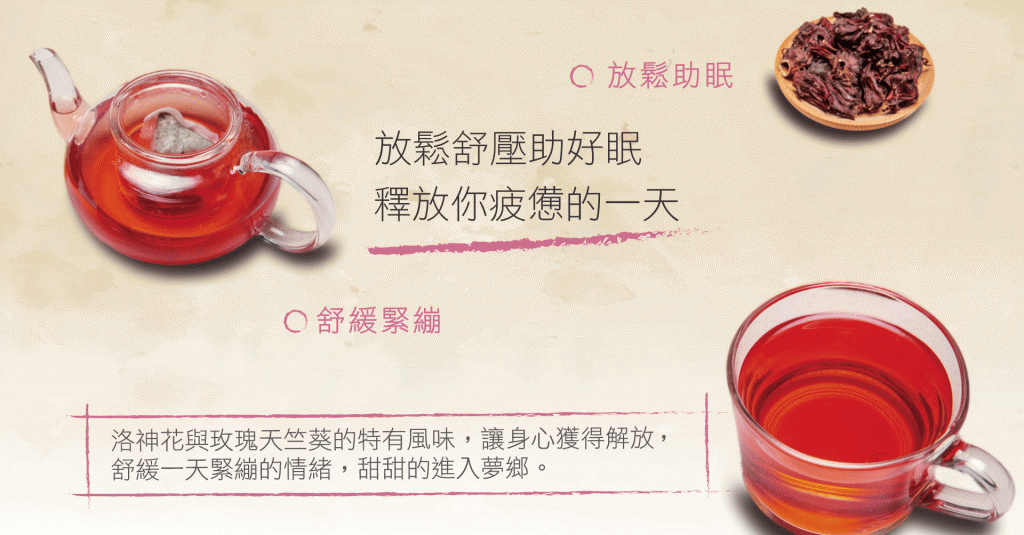 放鬆助眠
放鬆舒壓助好眠
釋放你疲憊的一天
舒緩緊繃
洛神花與玫瑰天竺葵的特有風味，讓身心獲得解放，
舒緩一天緊繃的情緒，甜甜的進入夢鄉。